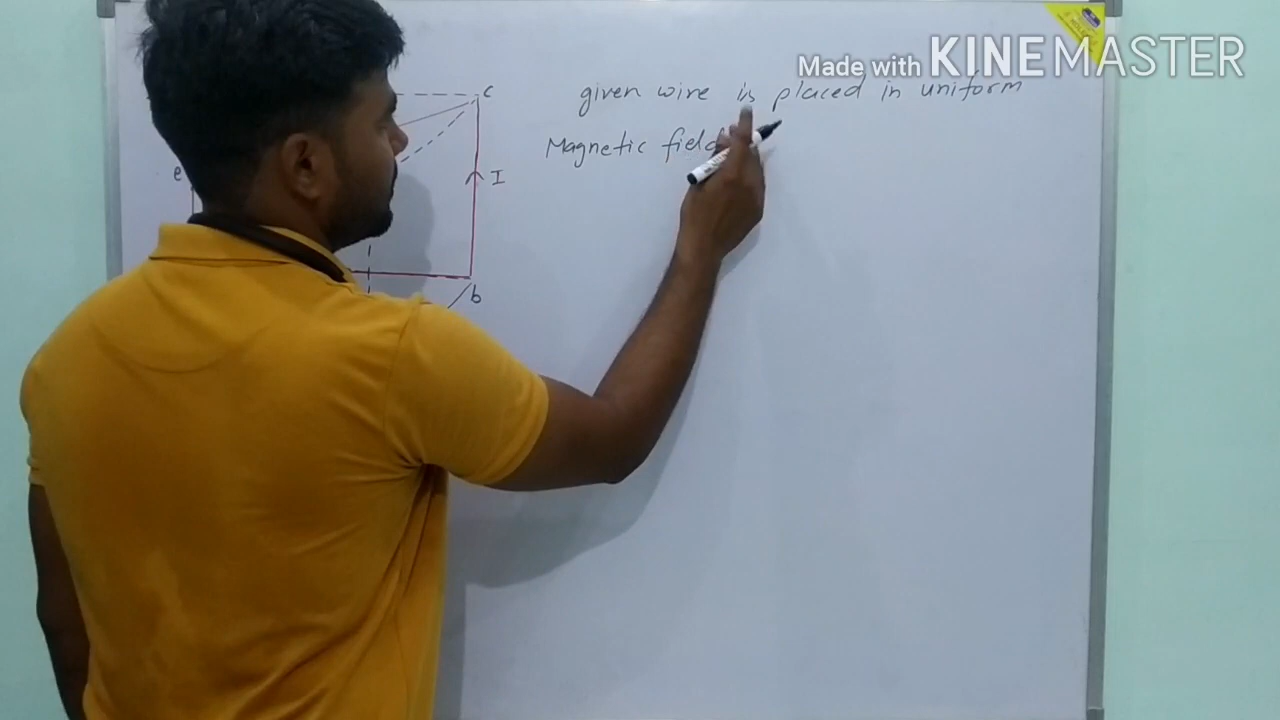 Made with KINEMASTER
c
given wire is placed in uniform
Magnetic field
e
I
b